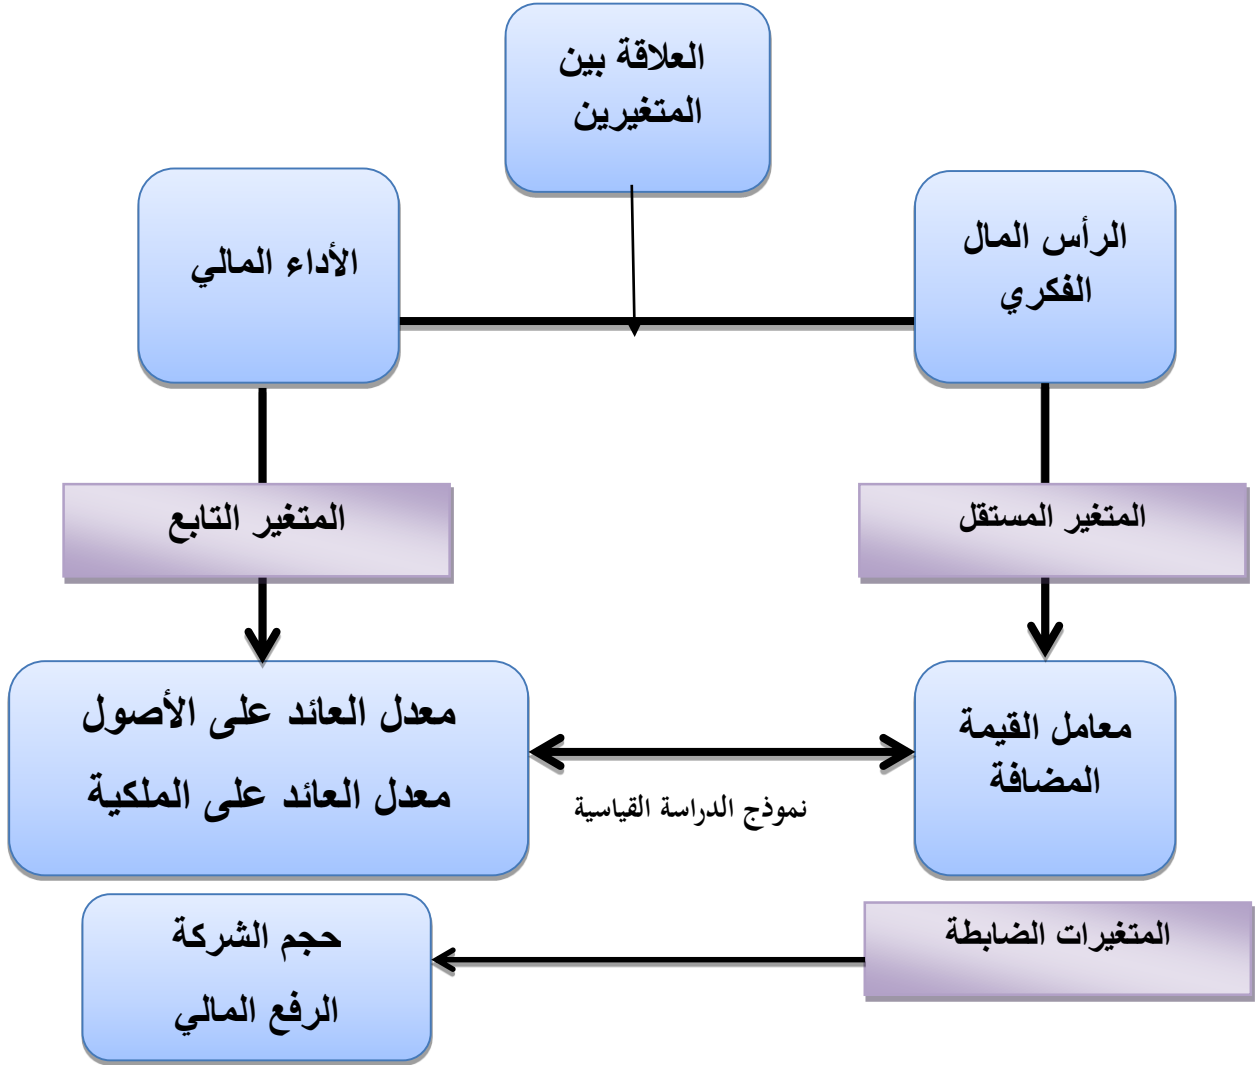 العلاقة بين
المتغيرين
الرأس المال
الفكري
الأداء المالي
المتغير المستقل
المتغير التابع
معامل القيمة
المضافة
معدل العائد على الأصول
معدل العائد على الملكية
نموذج الدراسة القياسية
المتغيرات الضابطة
حجم الشركة
الرفع المالي